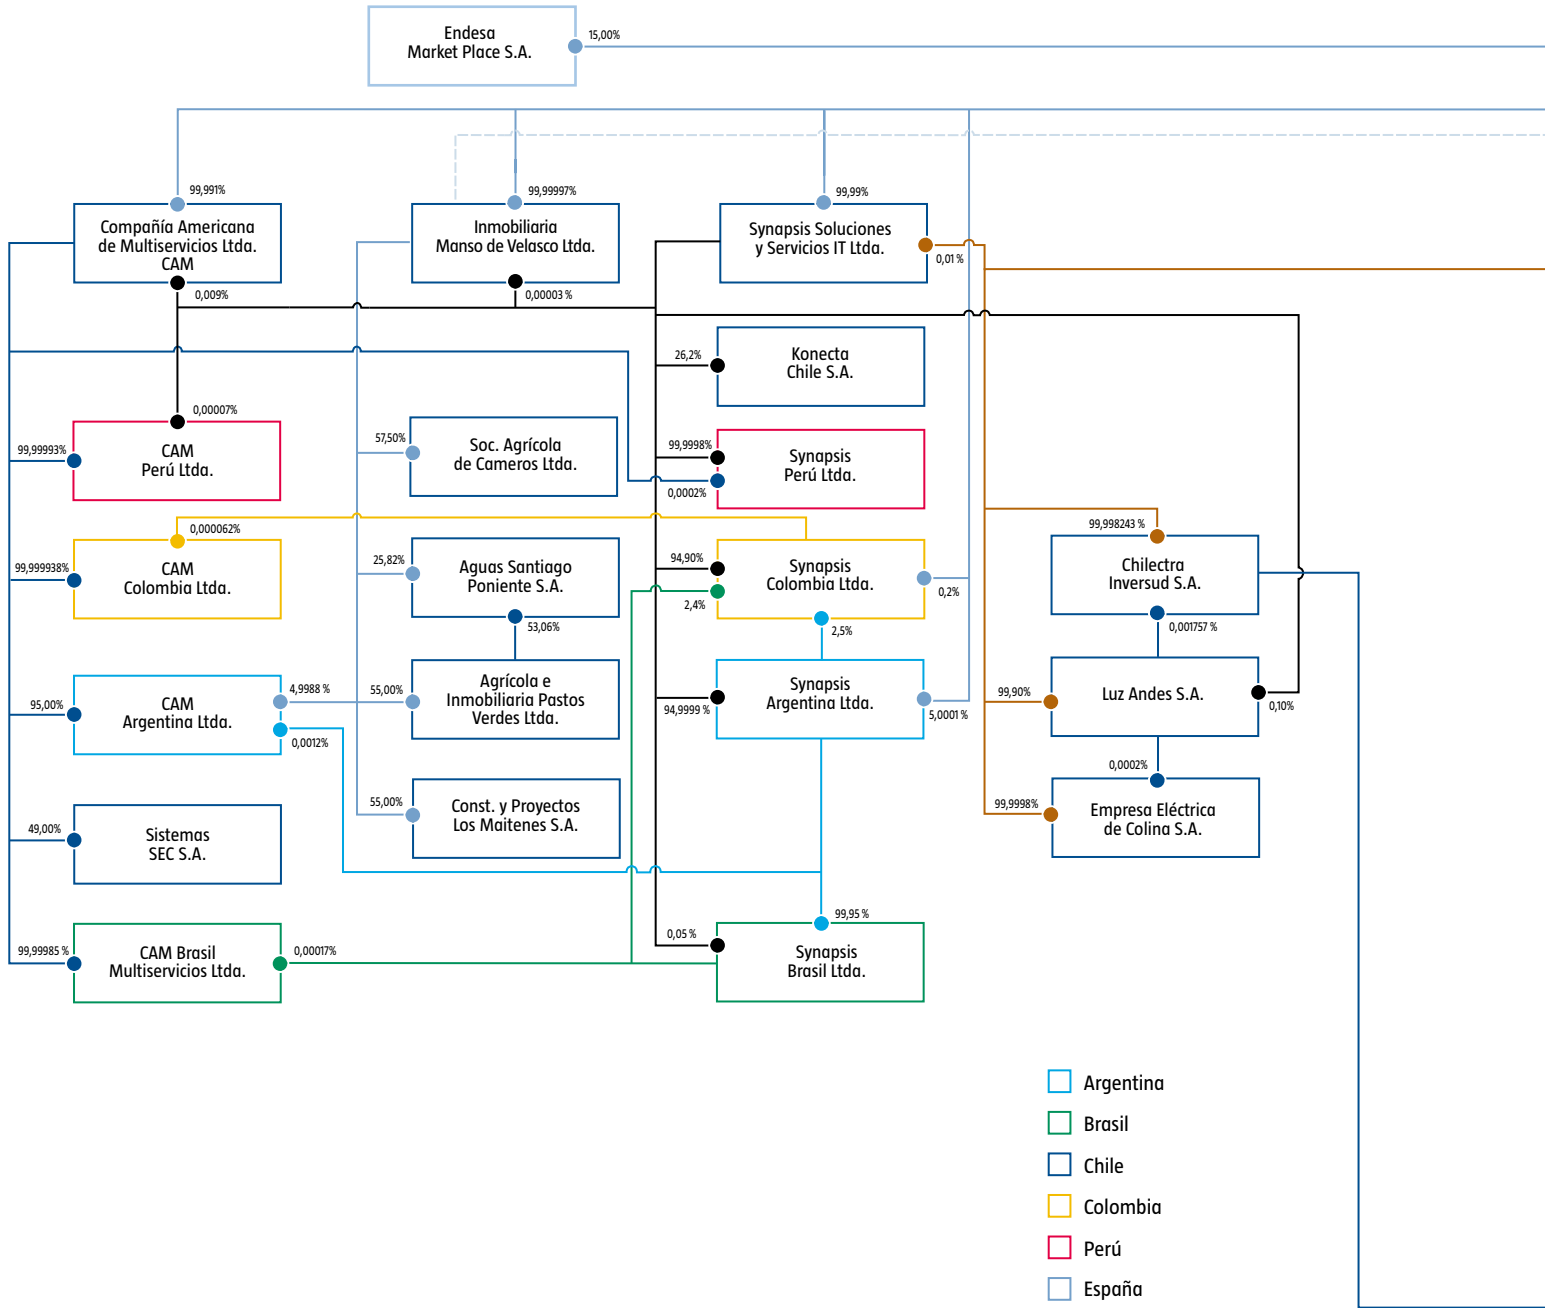 Endesa
Market Place S.A.
15,00%
99,991%
99,99997%
99,99%
Compañía Americana
de Multiservicios Ltda.
CAM
Inmobiliaria
Manso de Velasco Ltda.
Synapsis Soluciones
y Servicios IT Ltda.
0,01 %
0,009%
0,00003 %
26,2%
Konecta
Chile S.A.
0,00007%
99,99993%
CAM
Perú Ltda.
57,50%
Soc. Agrícola
de Cameros Ltda.
99,9998%
0,0002%
Synapsis
Perú Ltda.
0,000062%
99,999938%
CAM
Colombia Ltda.
25,82%
Aguas Santiago
Poniente S.A.
53,06%
94,90%
2,4%
Synapsis
Colombia Ltda.
0,2%
2,5%
99,998243 %
Chilectra
Inversud S.A.
0,001757 %
95,00%
CAM
Argentina Ltda.
4,9988 %
0,0012%
55,00%
Agrícola e
Inmobiliaria Pastos
Verdes Ltda.
94,9999 %
Synapsis
Argentina Ltda.
5,0001 %
99,90%
Luz Andes S.A.
0,10%
0,0002%
49,00%
Sistemas
SEC S.A.
55,00%
Const. y Proyectos
Los Maitenes S.A.
99,9998%
Empresa Eléctrica
de Colina S.A.
99,99985 %
CAM Brasil
Multiservicios Ltda.
0,00017%
99,95 %
0,05 %
Synapsis
Brasil Ltda.
Argentina
Brasil
Chile
Colombia
Perú
España